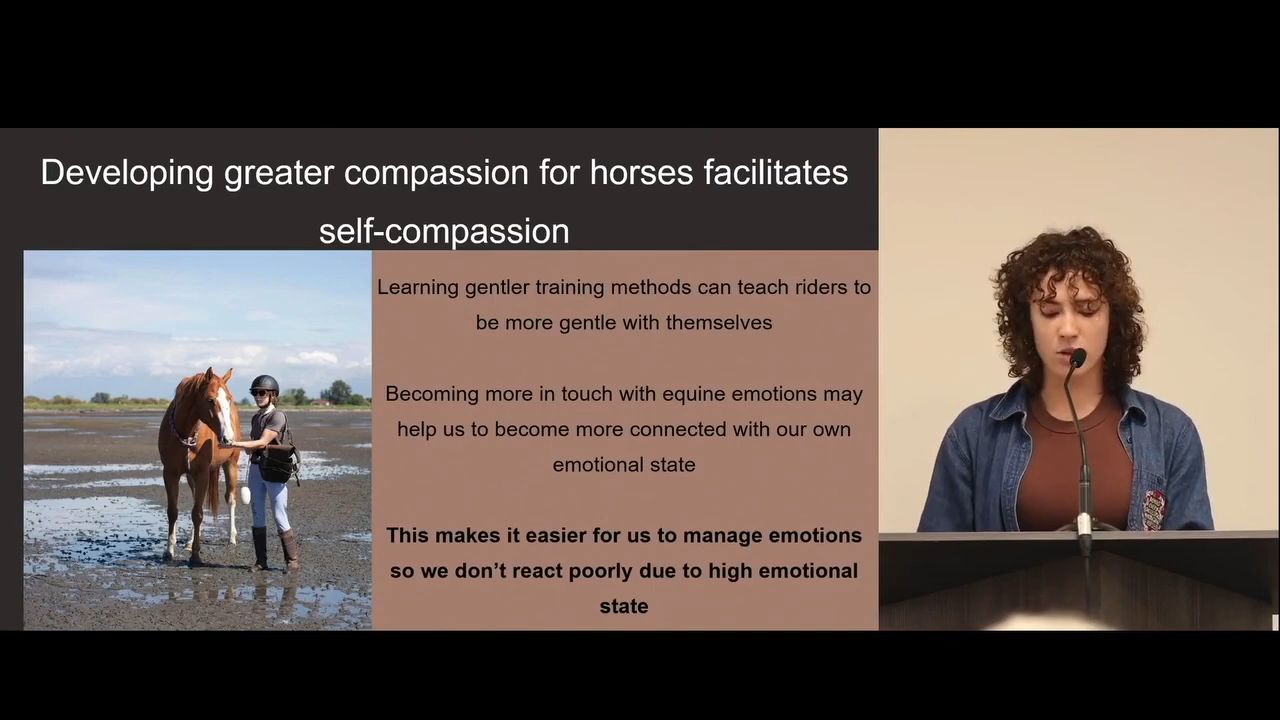 Developing greater compassion for horses facilitates
self-compassion
Learning gentler training methods can teach riders to
be more gentle with themselves
Becoming more in touch with equine emotions may
help us to become more connected with our own
emotional state
This makes it easier for us to manage emotions
so we don’t react poorly due to high emotional
state